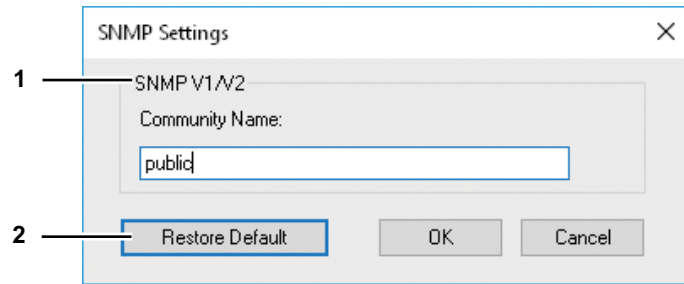 SNMP Settings
1 SNMP V1/V2
Community Name:
public
2 Restore Default OK Cancel